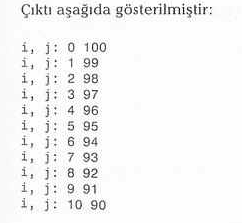 Çıktı aşağıda gösterilmiştir:
i, j: 0 100
i, j: 1 99
i, j: 2 98
i, j: 3 97
i, j: 4 96
i, j: 5 95
i, j: 6 94
i, j: 7 93
i, j: 8 92
i, j: 9 91
i, j: 10 90